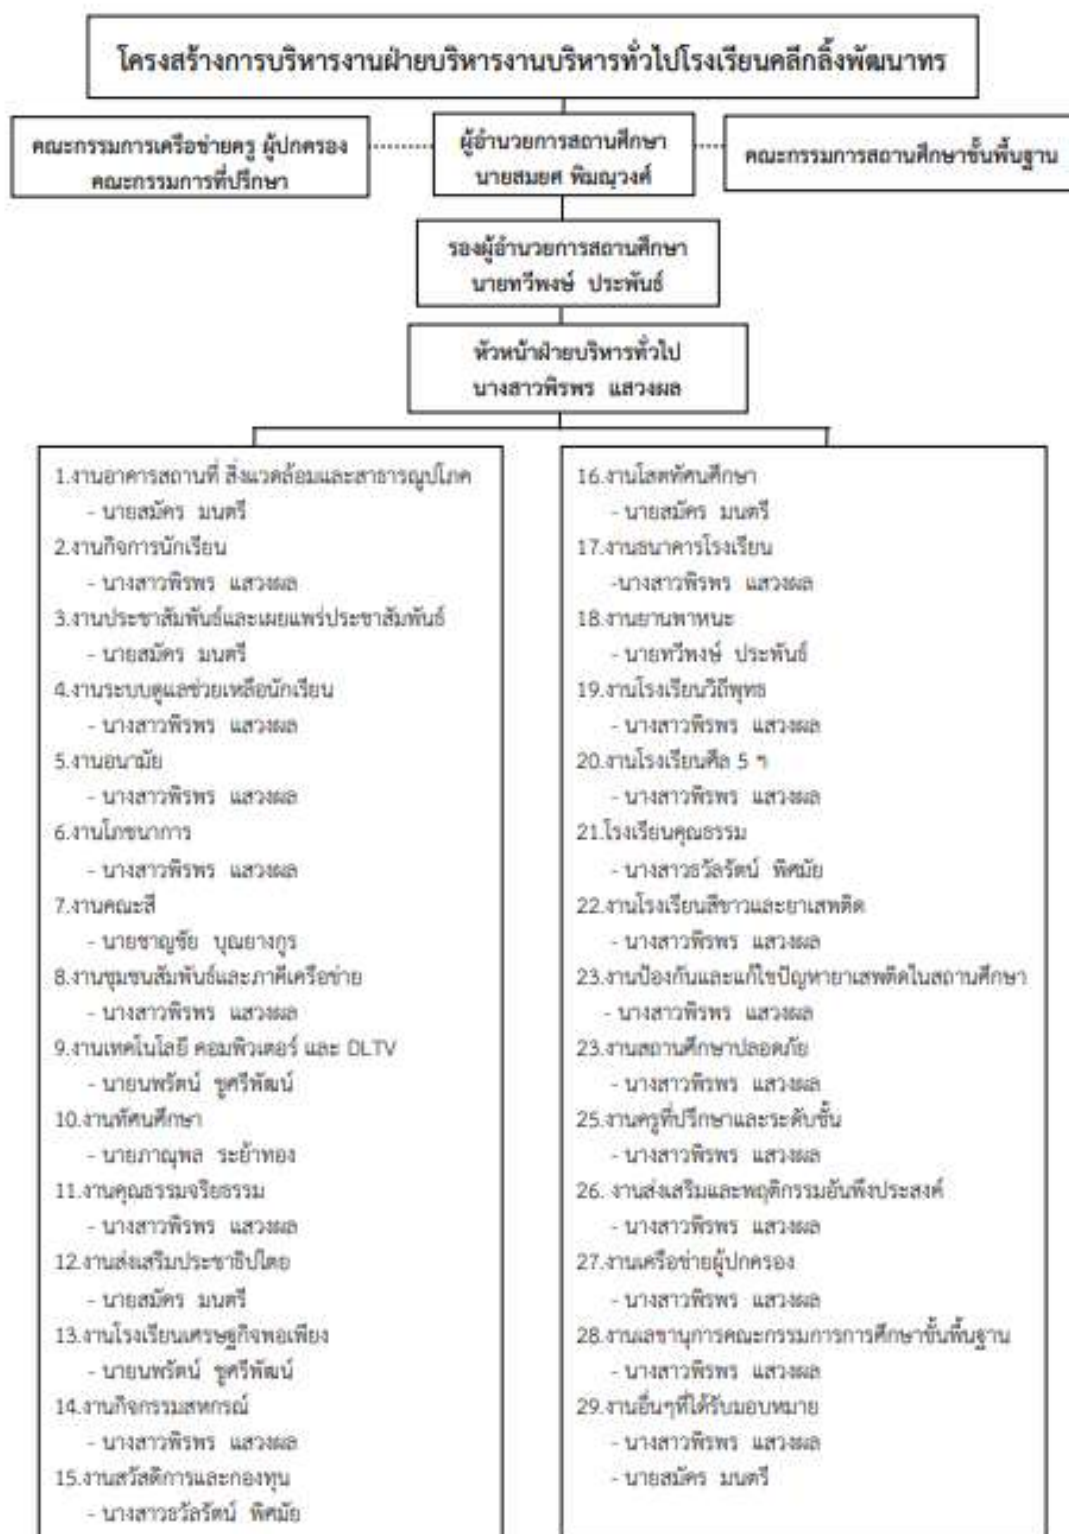 โครงสร้างการบริหารงานฝ่ายบริหารงานบริหารทั่วไปโรงเรียนคลีกลิ้งพัฒนาทร
คณะกรรมการเครือข่ายครู ผู้ปกครอง
คณะกรรมการที่ปรึกษา
ผู้อำนวยการสถานศึกษา
นายสมยศ พิมณุวงศ์
คณะกรรมการสถานศึกษาขั้นพื้นฐาน
รองผู้อำนวยการสถานศึกษา
นายทวีพงษ์ ประพันธ์
หัวหน้าฝ่ายบริหารทั่วไป
นางสาวพิรพร แสวงผล
1.งานอาคารสถานที่ สิ่งแวดล้อมและสาธารณูปโภค
- นายสมัคร มนตรี
2.งานกิจการนักเรียน
- นางสาวพิรพร แสวงผล
3.งานประชาสัมพันธ์และเผยแพร่ประชาสัมพันธ์
- นายสมัคร มนตรี
4.งานระบบดูแลช่วยเหลือนักเรียน
- นางสาวพิรพร แสวงผล
5.งานอนามัย
- นางสาวพิรพร แสวงผล
6.งานโภชนาการ
- นางสาวพิรพร แสวงผล
7.งานคณะสี
- นายชาญชัย บุณยางกูร
8.งานชุมชนสัมพันธ์และภาคีเครือข่าย
- นางสาวพิรพร แสวงผล
9.งานเทคโนโลยี คอมพิวเตอร์ และ DLTV
- นายนพรัตน์ ชูศรีพัฒน์
10.งานทัศนศึกษา
- นายภาณุพล ระย้าทอง
11.งานคุณธรรมจริยธรรม
- นางสาวพิรพร แสวงผล
12.งานส่งเสริมประชาธิปไตย
- นายสมัคร มนตรี
13.งานโรงเรียนเศรษฐกิจพอเพียง
- นายนพรัตน์ ชูศรีพัฒน์
14.งานกิจกรรมสหกรณ์
- นางสาวพิรพร แสวงผล
15.งานสวัสดิการและกองทุน
- นางสาวธวัลรัตน์ พิศมัย
16.งานโสตทัศนศึกษา
- นายสมัคร มนตรี
17.งานธนาคารโรงเรียน
-นางสาวพิรพร แสวงผล
18.งานยานพาหนะ
- นายทวีพงษ์ ประพันธ์
19.งานโรงเรียนวิถีพุทธ
- นางสาวพิรพร แสวงผล
20.งานโรงเรียนศีล 5 ฯ
- นางสาวพิรพร แสวงผล
21.โรงเรียนคุณธรรม
- นางสาวธวัลรัตน์ พิศมัย
22.งานโรงเรียนสีขาวและยาเสพติด
- นางสาวพิรพร แสวงผล
23.งานป้องกันและแก้ไขปัญหายาเสพติดในสถานศึกษา
- นางสาวพิรพร แสวงผล
23.งานสถานศึกษาปลอดภัย
- นางสาวพิรพร แสวงผล
25.งานครูที่ปรึกษาและระดับชั้น
- นางสาวพิรพร แสวงผล
26. งานส่งเสริมและพฤติกรรมอันพึงประสงค์
- นางสาวพิรพร แสวงผล
27.งานเครือข่ายผู้ปกครอง
- นางสาวพิรพร แสวงผล
28.งานเลขานุการคณะกรรมการการศึกษาขั้นพื้นฐาน
- นางสาวพิรพร แสวงผล
29.งานอื่นๆที่ได้รับมอบหมาย
- นางสาวพิรพร แสวงผล
- นายสมัคร มนตรี